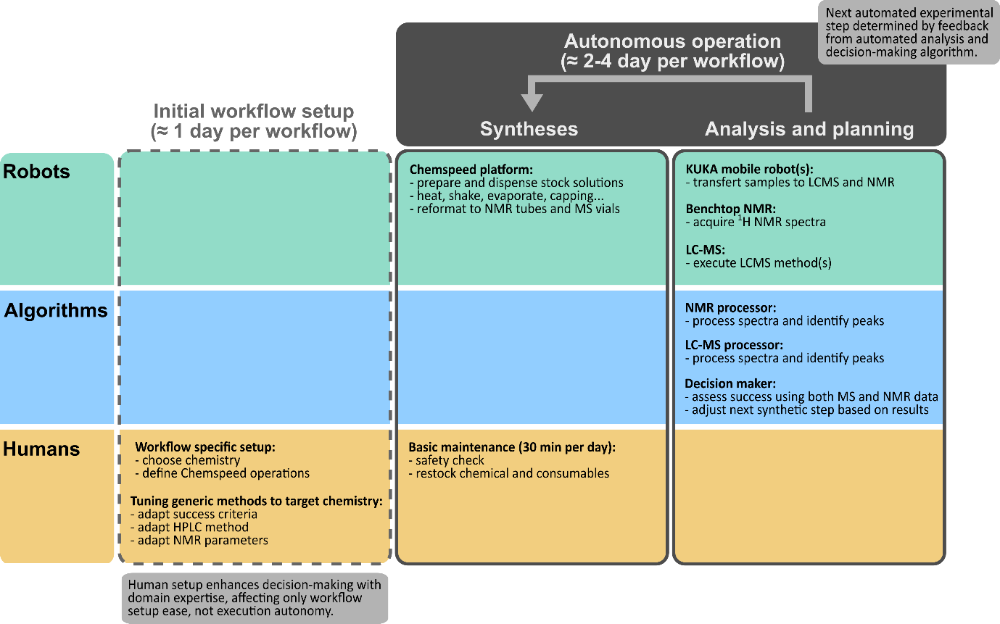 Next automated experimental
step determined by feedback
from automated analysis and
decision-making algorithm.
Autonomous operation
(≈ 2-4 day per workflow)
Initial workflow setup
(≈ 1 day per workflow)
Syntheses
Analysis and planning
Robots
Chemspeed platform:
- prepare and dispense stock solutions
- heat, shake, evaporate, capping...
- reformat to NMR tubes and MS vials
KUKA mobile robot(s):
- transfert samples to LCMS and NMR
Benchtop NMR:
- acquire ¹H NMR spectra
LC-MS:
- execute LCMS method(s)
Algorithms
NMR processor:
- process spectra and identify peaks
LC-MS processor:
- process spectra and identify peaks
Decision maker:
- assess success using both MS and NMR data
- adjust next synthetic step based on results
Humans
Workflow specific setup:
- choose chemistry
- define Chemspeed operations
Tuning generic methods to target chemistry:
- adapt success criteria
- adapt HPLC method
- adapt NMR parameters
Basic maintenance (30 min per day):
- safety check
- restock chemical and consumables
Human setup enhances decision-making with
domain expertise, affecting only workflow
setup ease, not execution autonomy.